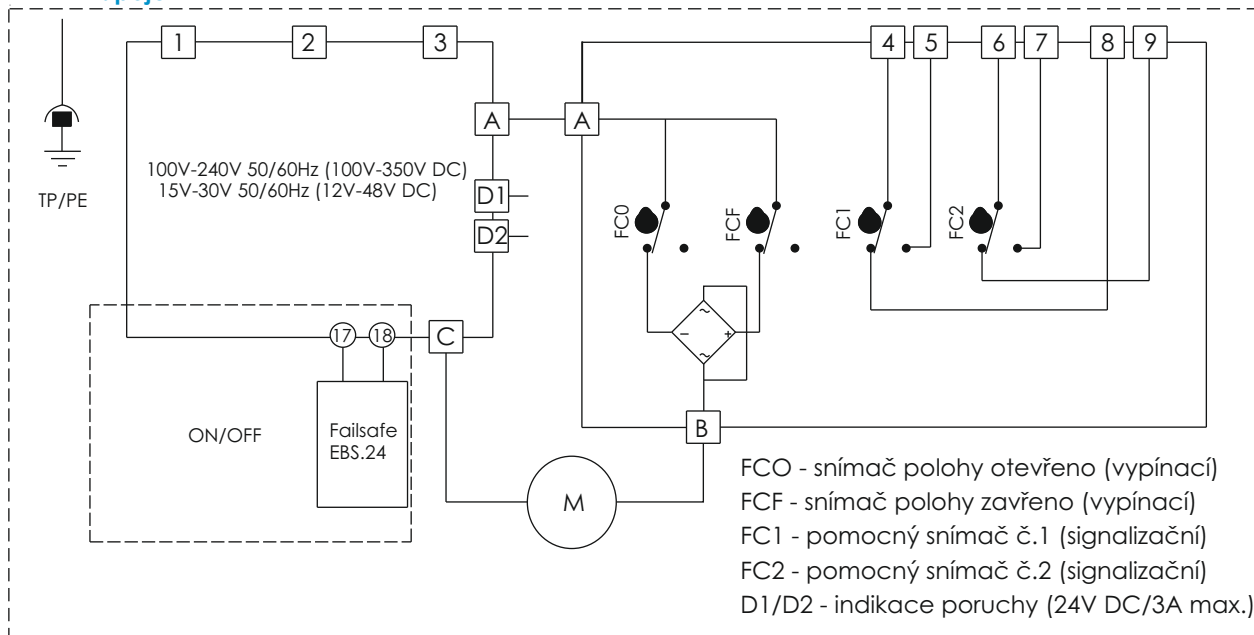 1 2 3 4 5 6 7 8 9
A A
100V-240V 50/60Hz (100V-350V DC)
15V-30V 50/60Hz (12V-48V DC)
TP/PE
D1
D2
FC0 FCF FC1 FC2
~
- +
~
17 18 C
ON/OFF
Failsafe
EBS.24
B
M
FCO - snímač polohy otevřeno (vypínací)
FCF - snímač polohy zavřeno (vypínací)
FC1 - pomocný snímač č.1 (signalizační)
FC2 - pomocný snímač č.2 (signalizační)
D1/D2 - indikace poruchy (24V DC/3A max.)